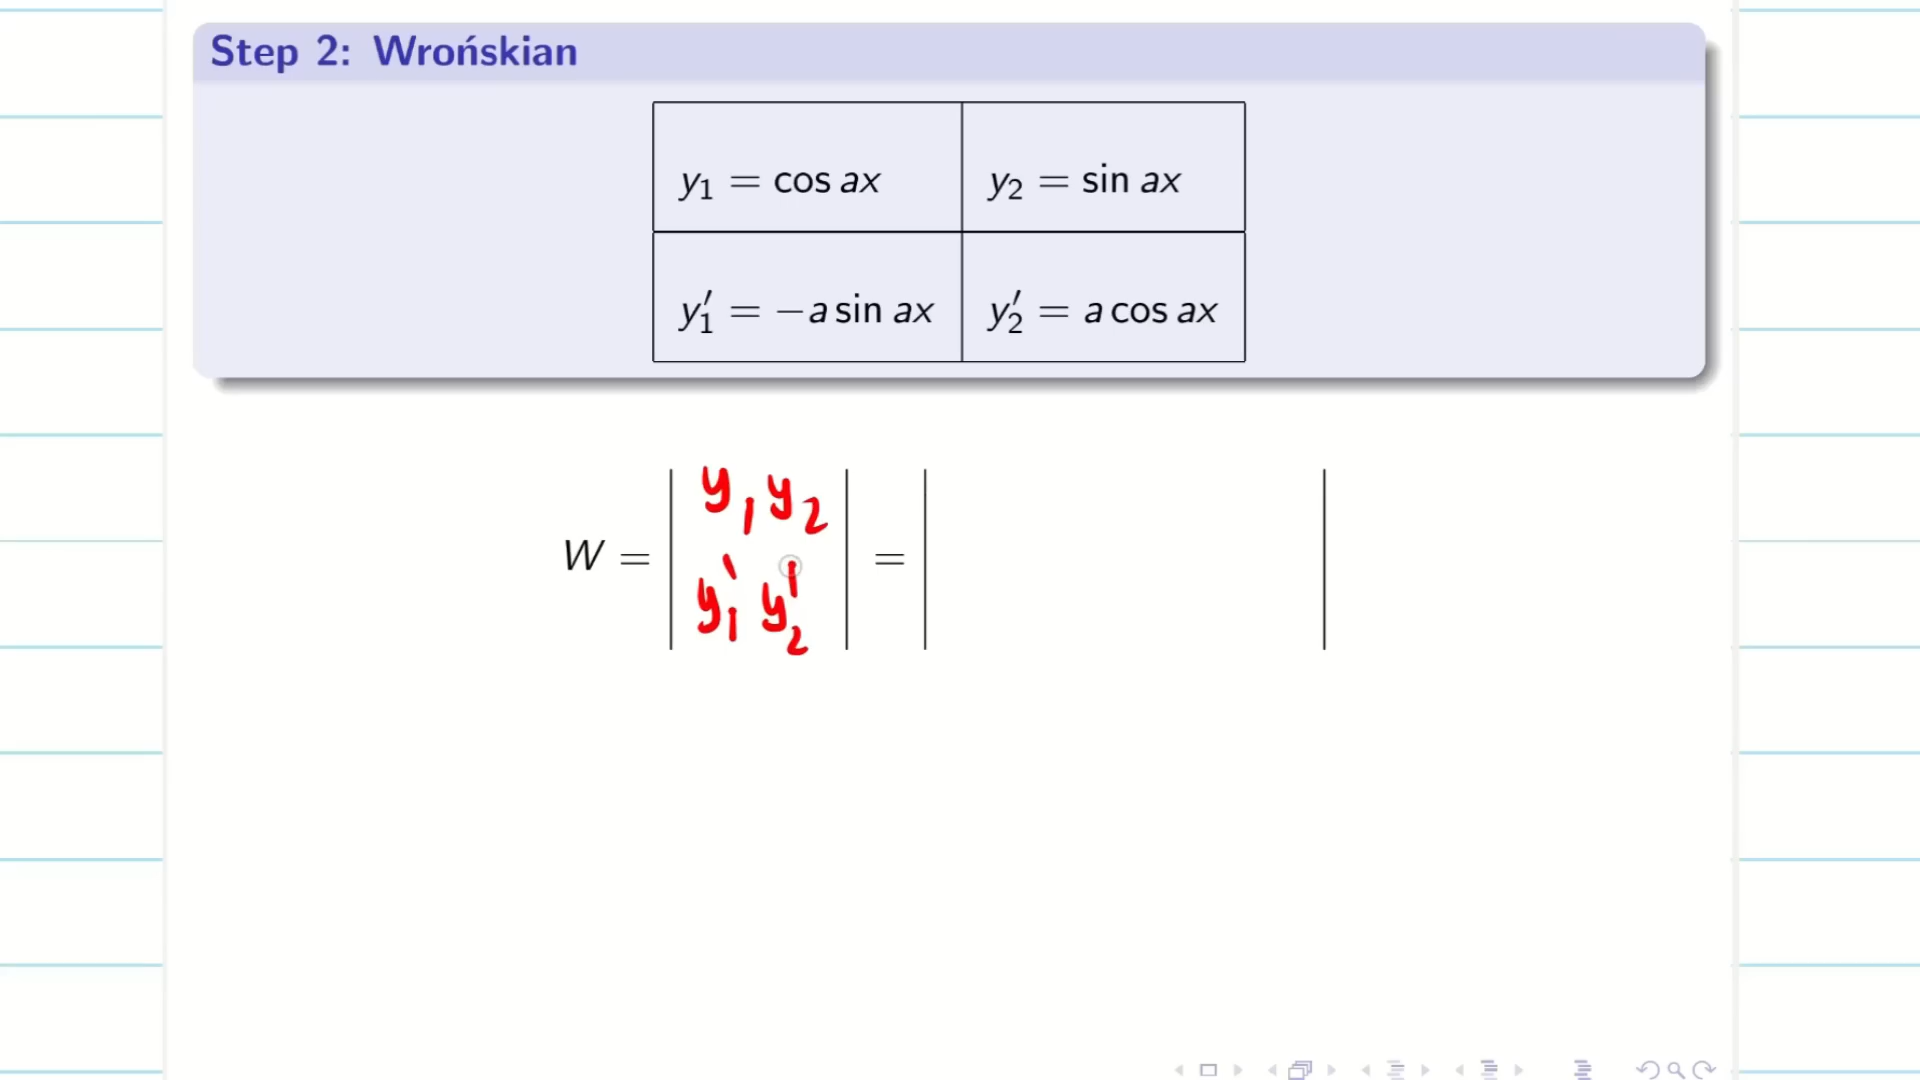 Step 2: Wrońskian
y₁ = cos ax y₂ = sin ax
y₁′ = −a sin ax y₂′ = a cos ax
y₁ y₂
W = | | = | |
y₁′ y₂′